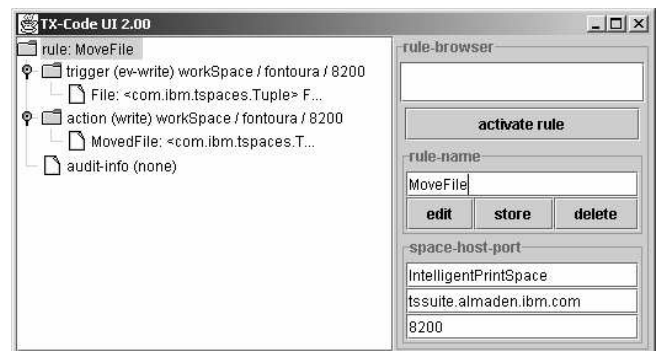 TX-Code UI 2.00
rule: MoveFile
trigger (ev-write) workSpace / fontoura / 8200
File: <com.ibm.tspaces.Tuple> F...
action (write) workSpace / fontoura / 8200
MovedFile: <com.ibm.tspaces.T...
audit-info (none)
rule-browser
activate rule
rule-name
MoveFile
edit store delete
space-host-port
IntelligentPrintSpace
tssuite.almaden.ibm.com
8200